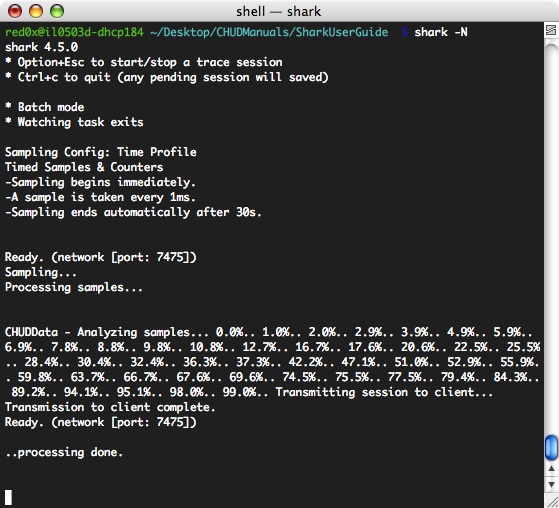 shell — shark
red0x@il0503d-dhcp184 ~/Desktop/CHUDManuals/SharkUserGuide $ shark -N
shark 4.5.0
* Option+Esc to start/stop a trace session
* Ctrl+c to quit (any pending session will saved)
* Batch mode
* Watching task exits
Sampling Config: Time Profile
Timed Samples & Counters
-Sampling begins immediately.
-A sample is taken every 1ms.
-Sampling ends automatically after 30s.
Ready. (network [port: 7475])
Sampling...
Processing samples...
CHUDData - Analyzing samples... 0.0%.. 1.0%.. 2.0%.. 2.9%.. 3.9%.. 4.9%.. 5.9%..
6.9%.. 7.8%.. 8.8%.. 9.8%.. 10.8%.. 12.7%.. 16.7%.. 17.6%.. 20.6%.. 22.5%.. 25.5%
.. 28.4%.. 30.4%.. 32.4%.. 36.3%.. 37.3%.. 42.2%.. 47.1%.. 51.0%.. 52.9%.. 55.9%.
. 59.8%.. 63.7%.. 66.7%.. 67.6%.. 69.6%.. 74.5%.. 75.5%.. 77.5%.. 79.4%.. 84.3%..
89.2%.. 94.1%.. 95.1%.. 98.0%.. 99.0%.. Transmitting session to client...
Transmission to client complete.
Ready. (network [port: 7475])
..processing done.